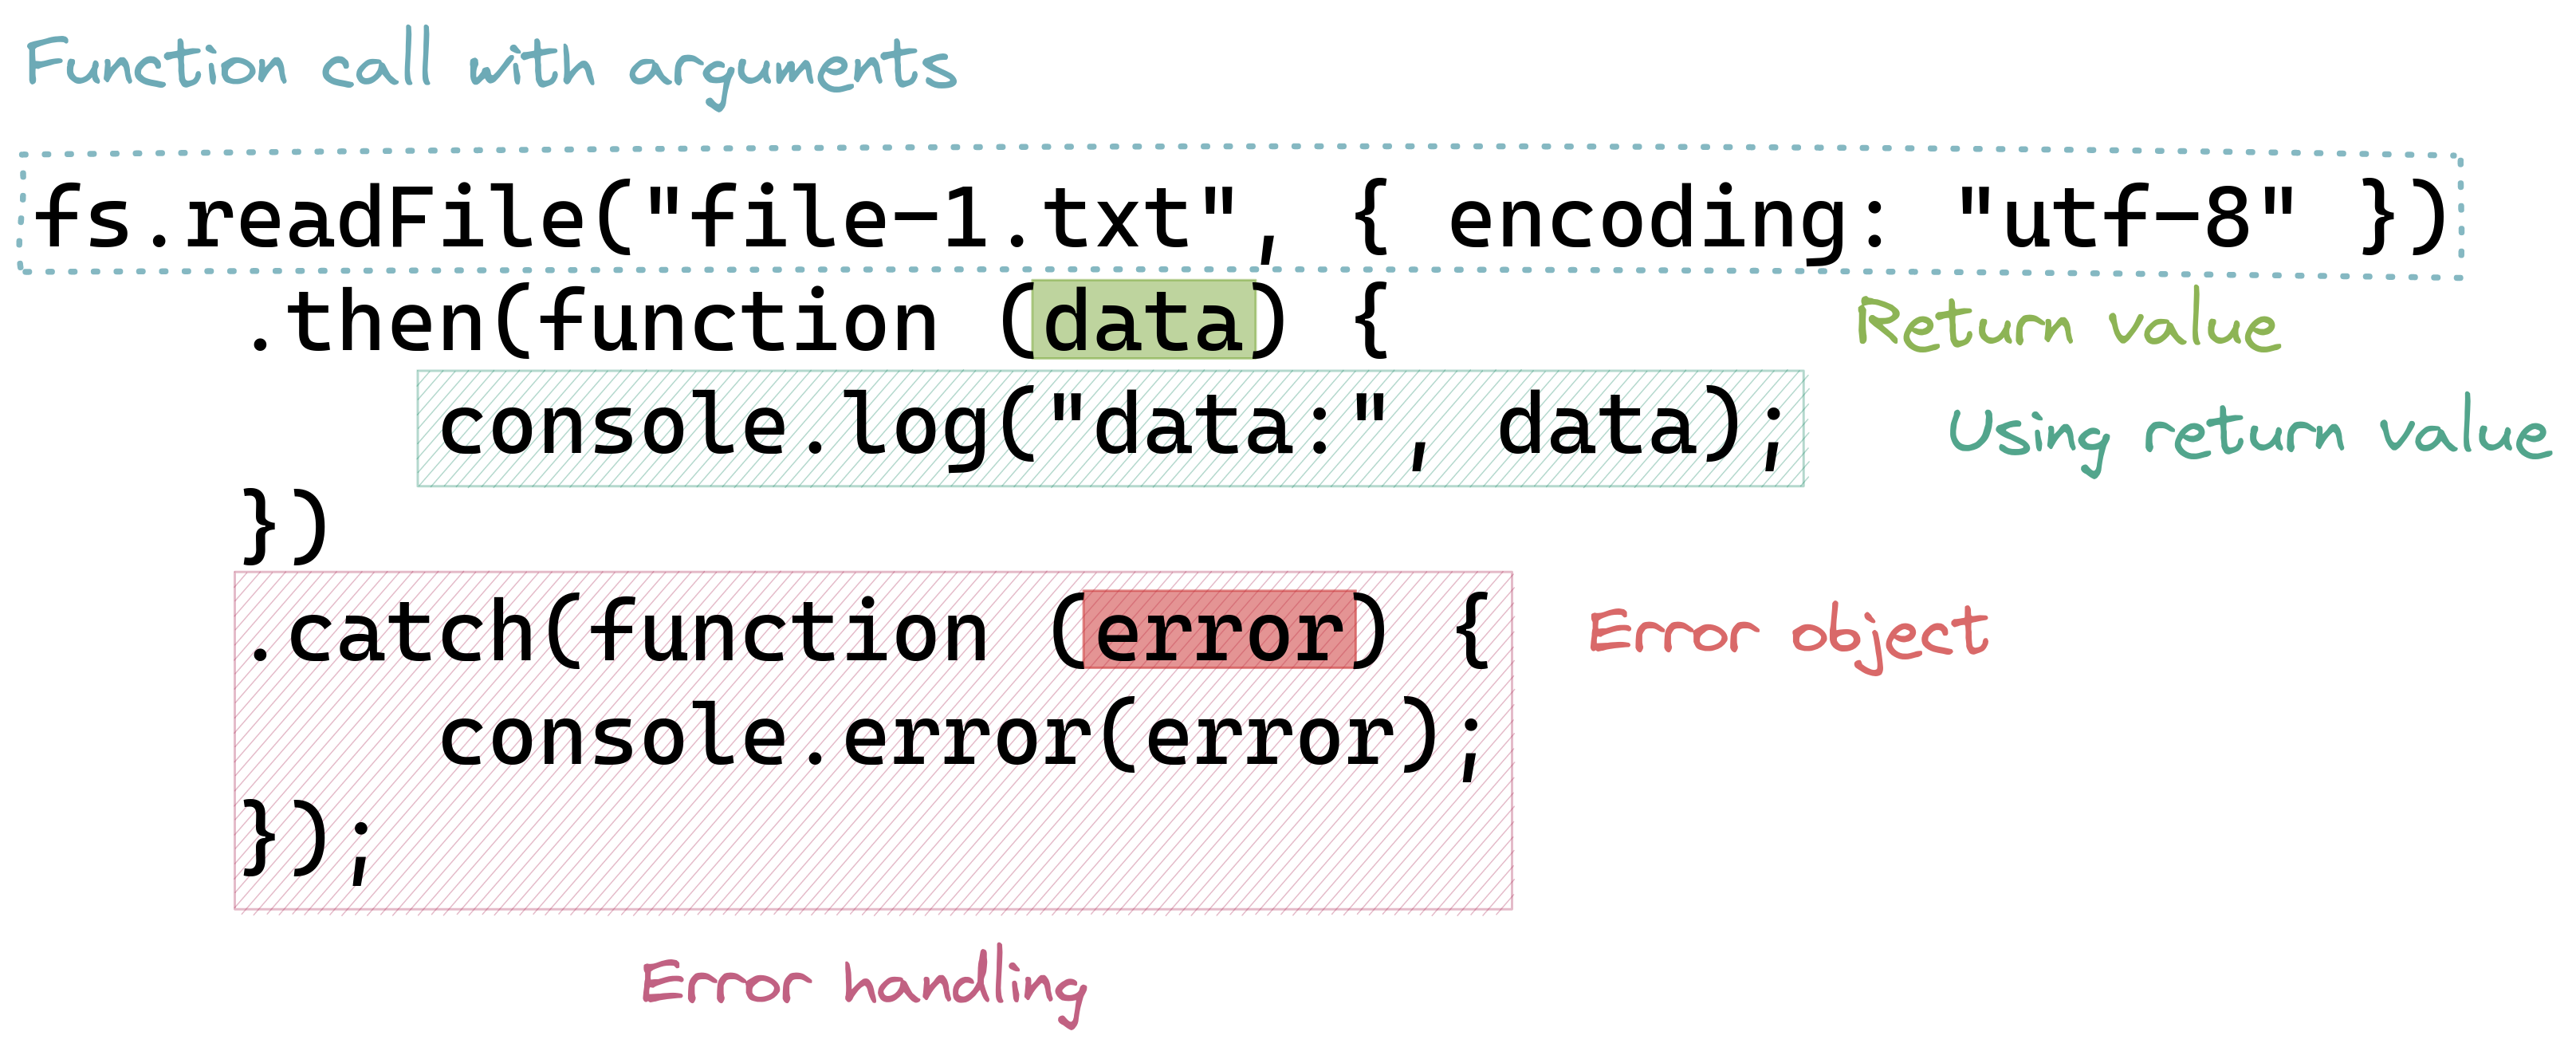 Function call with arguments
fs.readFile("file-1.txt", { encoding: "utf-8" })
.then(function (data) {
Return value
console.log("data:", data);
Using return value
})
.catch(function (error) {
Error object
console.error(error);
});
Error handling